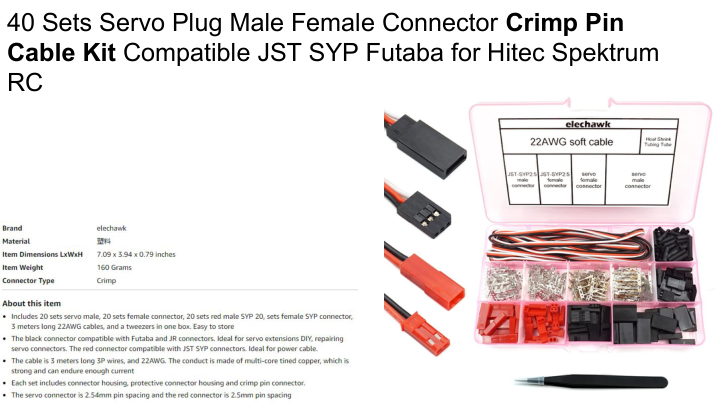 40 Sets Servo Plug Male Female Connector Crimp Pin
Cable Kit Compatible JST SYP Futaba for Hitec Spektrum
RC
elechawk
22AWG soft cable
Heat Shrink
Tubing Tube
JST-SYP2.5
male
connector
JST-SYP2.5
female
connector
servo
female
connector
servo
male
connector
Brand elechawk
Material 塑料
Item Dimensions LxWxH 7.09 x 3.94 x 0.79 inches
Item Weight 160 Grams
Connector Type Crimp
About this item
• Includes 20 sets servo male, 20 sets female connector, 20 sets red male SYP 20, sets female SYP connector,
3 meters long 22AWG cables, and a tweezers in one box. Easy to store
• The black connector compatible with Futaba and JR connectors. Ideal for servo extensions DIY, repairing
servo connectors. The red connector compatible with JST SYP connectors. Ideal for power cable.
• The cable is 3 meters long 3P wires, and 22AWG. The conduct is made of multi-core tined copper, which is
strong and can endure enough current
• Each set includes connector housing, protective connector housing and crimp pin connector.
• The servo connector is 2.54mm pin spacing and the red connector is 2.5mm pin spacing